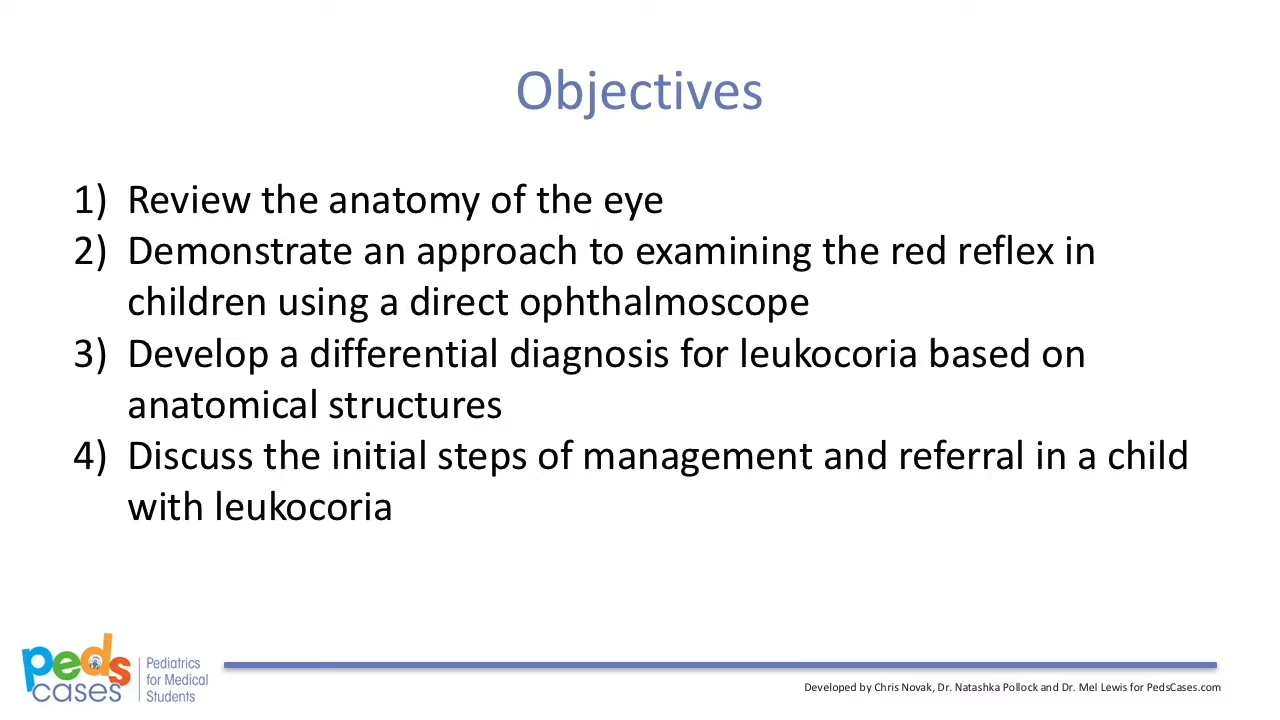 Objectives
1) Review the anatomy of the eye
2) Demonstrate an approach to examining the red reflex in
children using a direct ophthalmoscope
3) Develop a differential diagnosis for leukocoria based on
anatomical structures
4) Discuss the initial steps of management and referral in a child
with leukocoria
peds
cases
Pediatrics
for Medical
Students
Developed by Chris Novak, Dr. Natashka Pollock and Dr. Mel Lewis for PedsCases.com